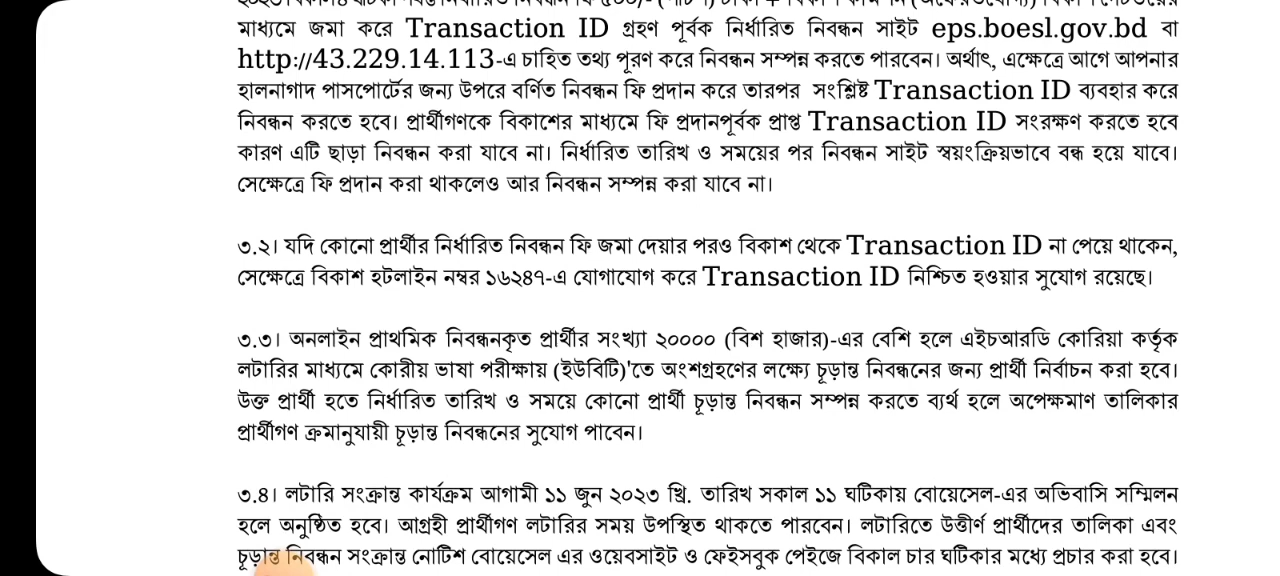 মাধ্যমে জমা করে Transaction ID গ্রহণ পূর্বক নির্ধারিত নিবন্ধন সাইট eps.boesl.gov.bd বা
http://43.229.14.113-এ চাহিত তথ্য পূরণ করে নিবন্ধন সম্পন্ন করতে পারবেন। অর্থাৎ, এক্ষেত্রে আগে আপনার
হালনাগাদ পাসপোর্টের জন্য উপরে বর্ণিত নিবন্ধন ফি প্রদান করে তারপর সংশ্লিষ্ট Transaction ID ব্যবহার করে
নিবন্ধন করতে হবে। প্রার্থীগণকে বিকাশের মাধ্যমে ফি প্রদানপূর্বক প্রাপ্ত Transaction ID সংরক্ষণ করতে হবে
কারণ এটি ছাড়া নিবন্ধন করা যাবে না। নির্ধারিত তারিখ ও সময়ের পর নিবন্ধন সাইট স্বয়ংক্রিয়ভাবে বন্ধ হয়ে যাবে।
সেক্ষেত্রে ফি প্রদান করা থাকলেও আর নিবন্ধন সম্পন্ন করা যাবে না।
৩.২। যদি কোনো প্রার্থীর নির্ধারিত নিবন্ধন ফি জমা দেয়ার পরও বিকাশ থেকে Transaction ID না পেয়ে থাকেন,
সেক্ষেত্রে বিকাশ হটলাইন নম্বর ১৬২৪৭-এ যোগাযোগ করে Transaction ID নিশ্চিত হওয়ার সুযোগ রয়েছে।
৩.৩। অনলাইন প্রাথমিক নিবন্ধনকৃত প্রার্থীর সংখ্যা ২০০০০ (বিশ হাজার)-এর বেশি হলে এইচআরডি কোরিয়া কর্তৃক
লটারির মাধ্যমে কোরীয় ভাষা পরীক্ষায় (ইউবিটি)'তে অংশগ্রহণের লক্ষ্যে চূড়ান্ত নিবন্ধনের জন্য প্রার্থী নির্বাচন করা হবে।
উক্ত প্রার্থী হতে নির্ধারিত তারিখ ও সময়ে কোনো প্রার্থী চূড়ান্ত নিবন্ধন সম্পন্ন করতে ব্যর্থ হলে অপেক্ষমাণ তালিকার
প্রার্থীগণ ক্রমানুযায়ী চূড়ান্ত নিবন্ধনের সুযোগ পাবেন।
৩.৪। লটারি সংক্রান্ত কার্যক্রম আগামী ১১ জুন ২০২৩ খ্রি. তারিখ সকাল ১১ ঘটিকায় বোয়েসেল-এর অভিবাসি সম্মিলন
হলে অনুষ্ঠিত হবে। আগ্রহী প্রার্থীগণ লটারির সময় উপস্থিত থাকতে পারবেন। লটারিতে উত্তীর্ণ প্রার্থীদের তালিকা এবং
চূড়ান্ত নিবন্ধন সংক্রান্ত নোটিশ বোয়েসেল এর ওয়েবসাইট ও ফেইসবুক পেইজে বিকাল চার ঘটিকার মধ্যে প্রচার করা হবে।